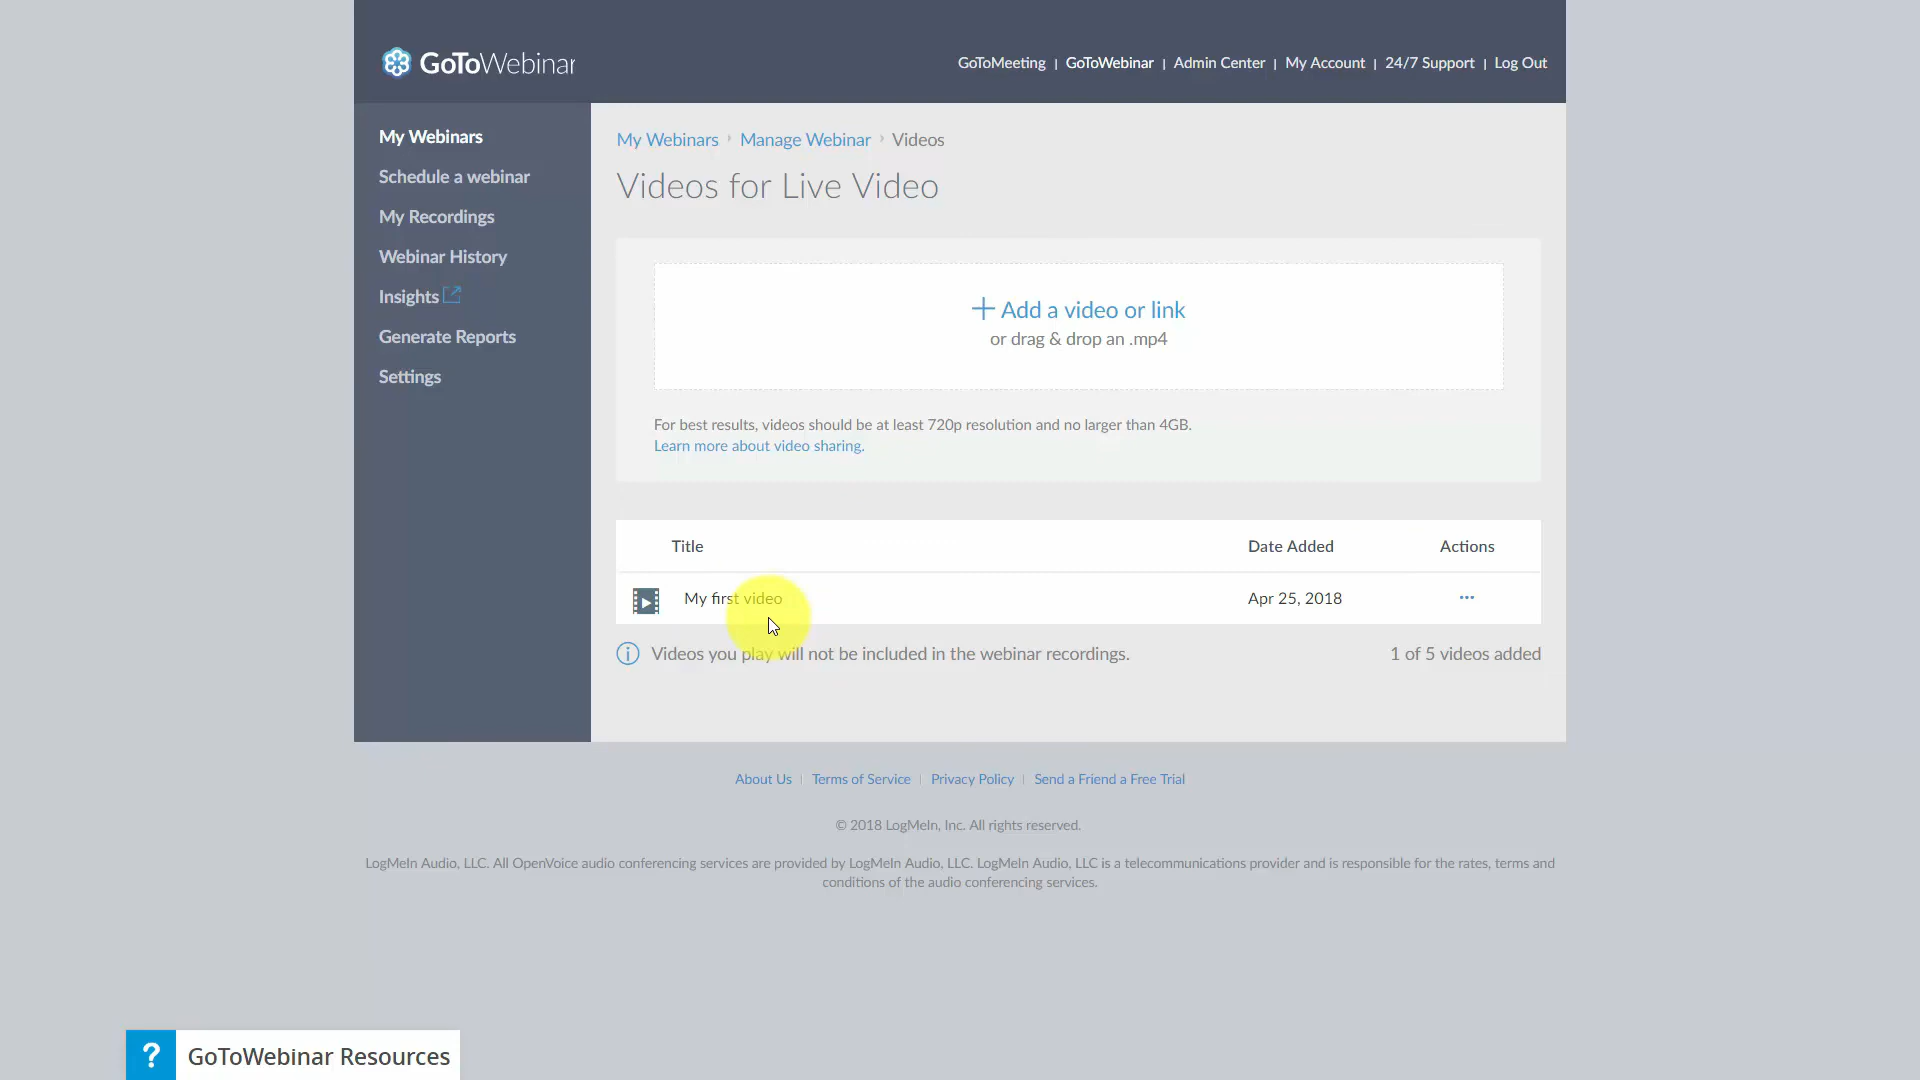 GoToWebinar
GoToMeeting | GoToWebinar | Admin Center | My Account | 24/7 Support | Log Out
My Webinars
Schedule a webinar
My Recordings
Webinar History
Insights
Generate Reports
Settings
My Webinars Manage Webinar Videos
Videos for Live Video
+ Add a video or link
or drag & drop an .mp4
For best results, videos should be at least 720p resolution and no larger than 4GB.
Learn more about video sharing.
Title Date Added Actions
My first video Apr 25, 2018 ...
Videos you play will not be included in the webinar recordings. 1 of 5 videos added
About Us | Terms of Service | Privacy Policy | Send a Friend a Free Trial
© 2018 LogMeIn, Inc. All rights reserved.
LogMeIn Audio, LLC. All OpenVoice audio conferencing services are provided by LogMeIn Audio, LLC. LogMeIn Audio, LLC is a telecommunications provider and is responsible for the rates, terms and
conditions of the audio conferencing services.
? GoToWebinar Resources